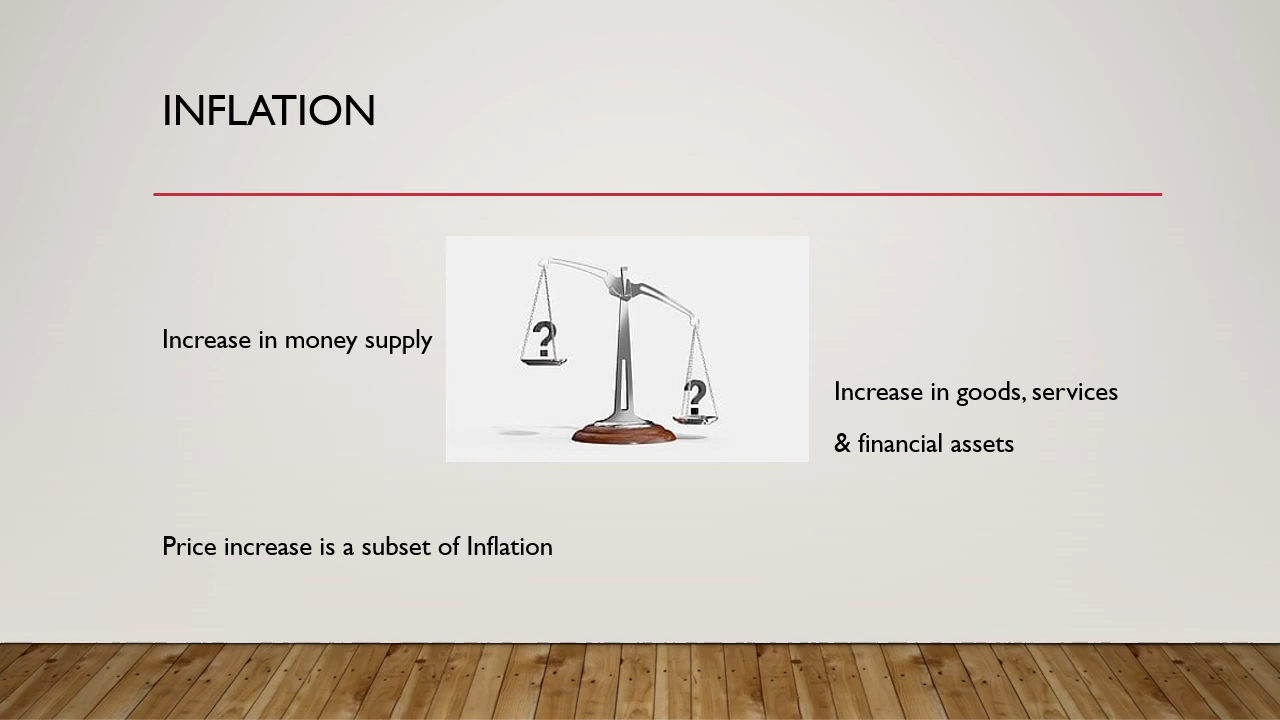 INFLATION
Increase in money supply
?
?
Increase in goods, services
& financial assets
Price increase is a subset of Inflation